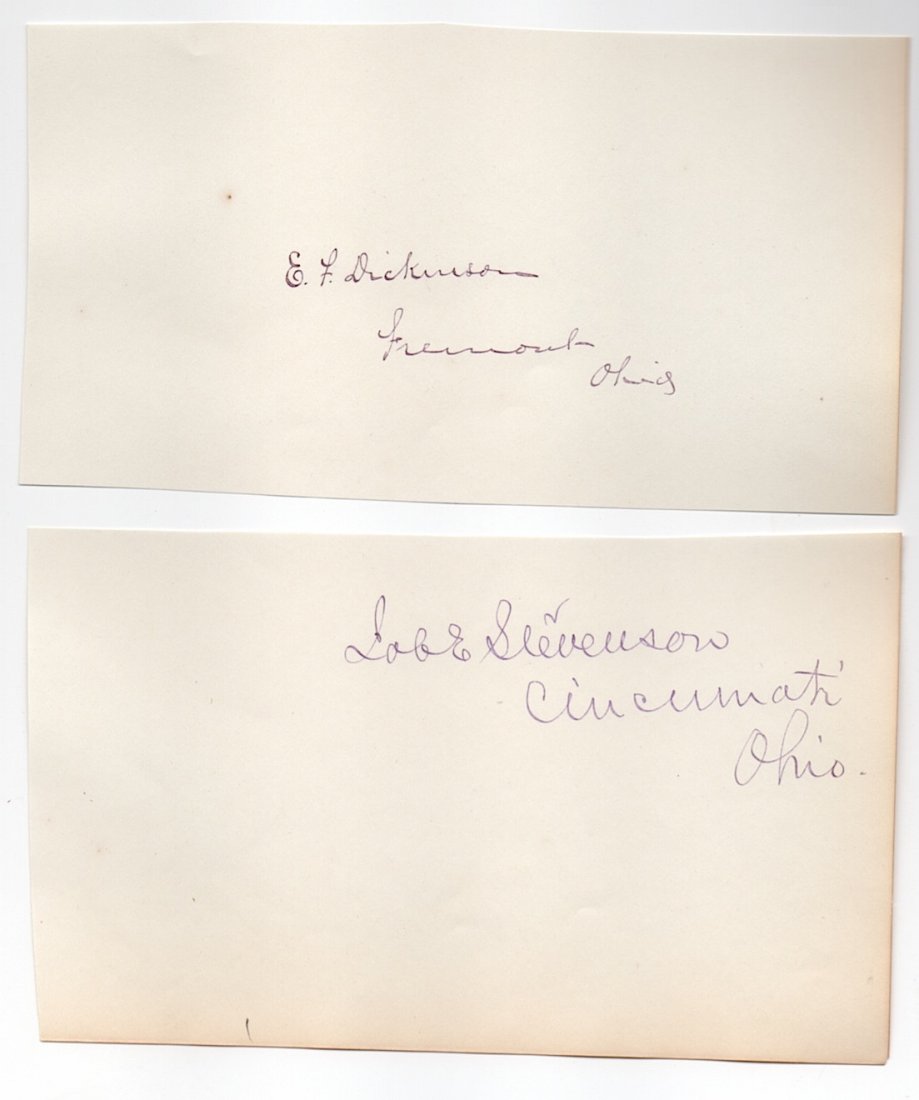 E. F. Dickinson
Fremont
Ohio
Job E Stevenson
Cincinnati
Ohio.